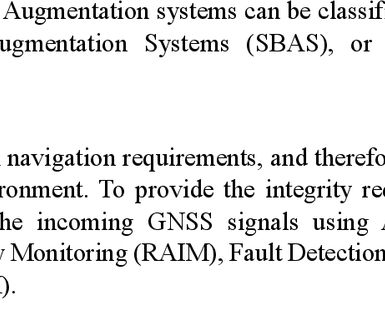 Augmentation systems can be classif
ugmentation Systems (SBAS), or
navigation requirements, and therefo
ronment. To provide the integrity re
he incoming GNSS signals using
Monitoring (RAIM), Fault Detection
).